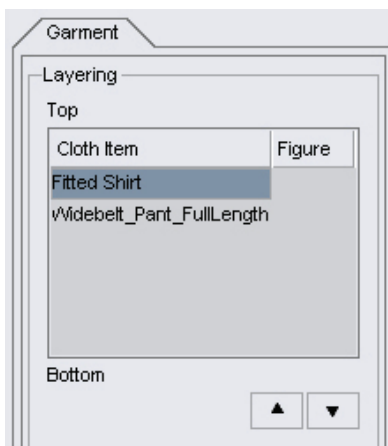 Garment
Layering
Top
Cloth Item Figure
Fitted Shirt
Widebelt_Pant_FullLength
Bottom